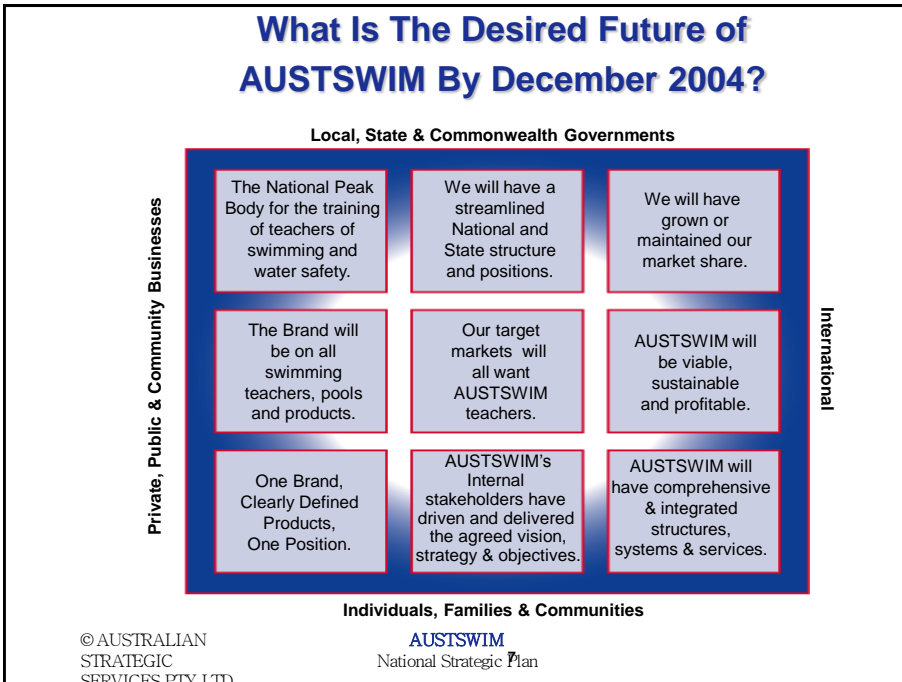 What Is The Desired Future of
AUSTSWIM By December 2004?
Local, State & Commonwealth Governments
Private, Public & Community Businesses
The National Peak
Body for the training
of teachers of
swimming and
water safety.
We will have a
streamlined
National and
State structure
and positions.
We will have
grown or
maintained our
market share.
The Brand will
be on all
swimming
teachers, pools
and products.
Our target
markets will
all want
AUSTSWIM
teachers.
AUSTSWIM will
be viable,
sustainable
and profitable.
One Brand,
Clearly Defined
Products,
One Position.
AUSTSWIM's
Internal
stakeholders have
driven and delivered
the agreed vision,
strategy & objectives.
AUSTSWIM will
have comprehensive
& integrated
structures,
systems & services.
International
Individuals, Families & Communities
© AUSTRALIAN
STRATEGIC
SERVICES PTY LTD
AUSTSWIM
National Strategic Plan
7